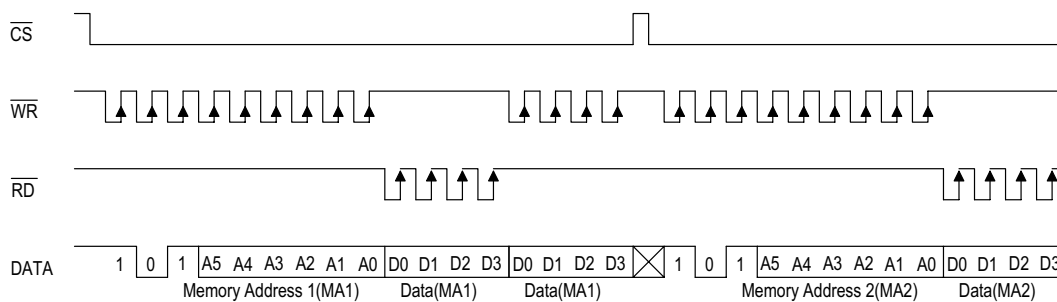 CS
WR
RD
DATA 1 0 1 A5 A4 A3 A2 A1 A0 D0 D1 D2 D3 D0 D1 D2 D3 1 0 1 A5 A4 A3 A2 A1 A0 D0 D1 D2 D3
Memory Address 1(MA1) Data(MA1) Data(MA1) Memory Address 2(MA2) Data(MA2)